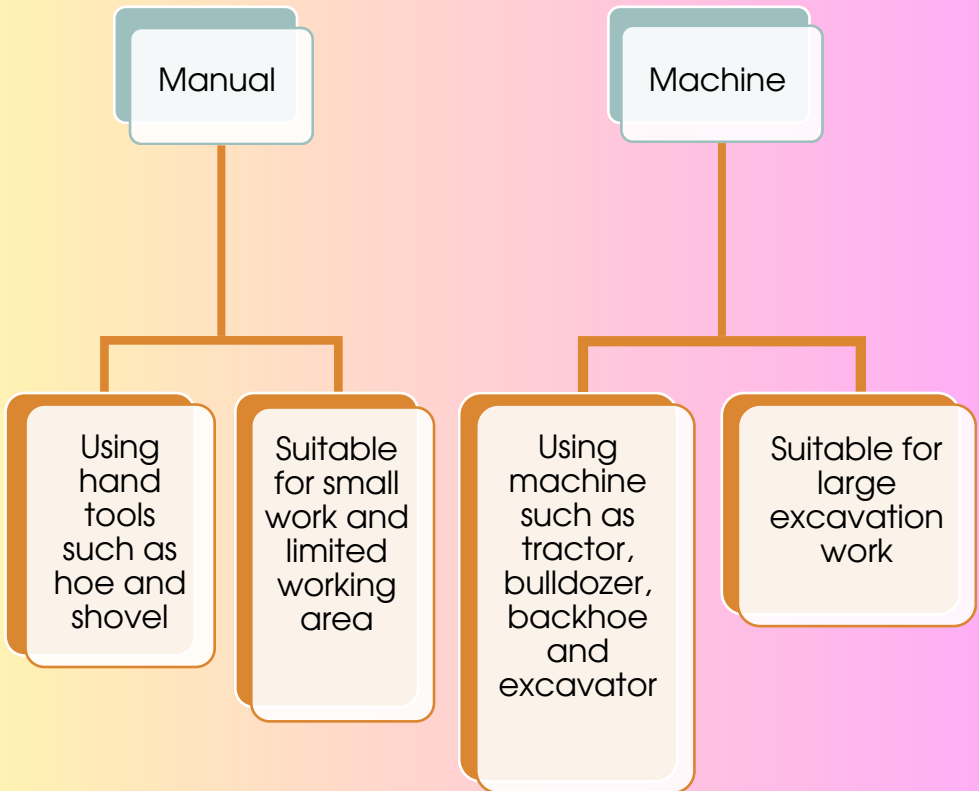 Manual
Machine
Using
hand
tools
such as
hoe and
shovel
Suitable
for small
work and
limited
working
area
Using
machine
such as
tractor,
bulldozer,
backhoe
and
excavator
Suitable for
large
excavation
work